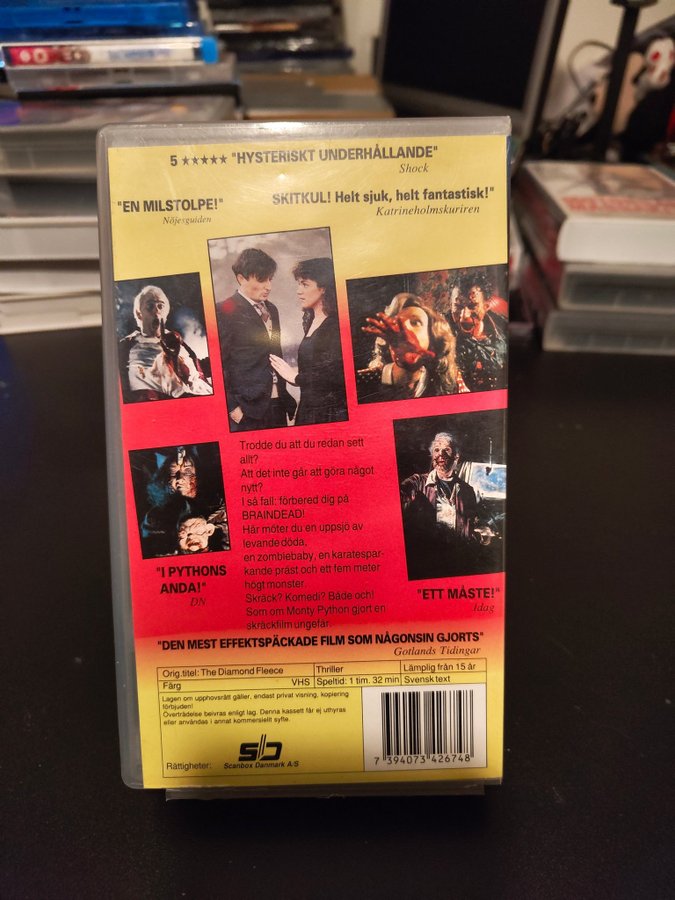 5 ★★★★★ "HYSTERISKT UNDERHÅLLANDE"
Shock
"EN MILSTOLPE!"
Nöjesguiden
SKITKUL! Helt sjuk, helt fantastisk!"
Katrineholmskuriren
Trodde du att du redan sett
allt?
Att det inte går att göra något
nytt?
I så fall: förbered dig på
BRAINDEAD!
Här möter du en uppsjö av
levande döda,
en zombiebaby, en karatespar-
kande präst och ett fem meter
högt monster.
Skräck? Komedi? Både och!
Som om Monty Python gjort en
skräckfilm ungefär.
"I PYTHONS
ANDA!"
DN
"ETT MÅSTE!"
Idag
"DEN MEST EFFEKTSPÄCKADE FILM SOM NÅGONSIN GJORTS"
Gotlands Tidingar
Orig.titel: The Diamond Fleece
Thriller
Lämplig från 15 år
Färg
VHS
Speltid: 1 tim. 32 min
Svensk text
Lagen om upphovsrätt gäller, endast privat visning, kopiering
förbjuden!
Överträdelse beivras enligt lag. Denna kassett får ej uthyras
eller användas i annat kommersiellt syfte.
Rättigheter:
sb
Scanbox Danmark A/S
7 394073 426748